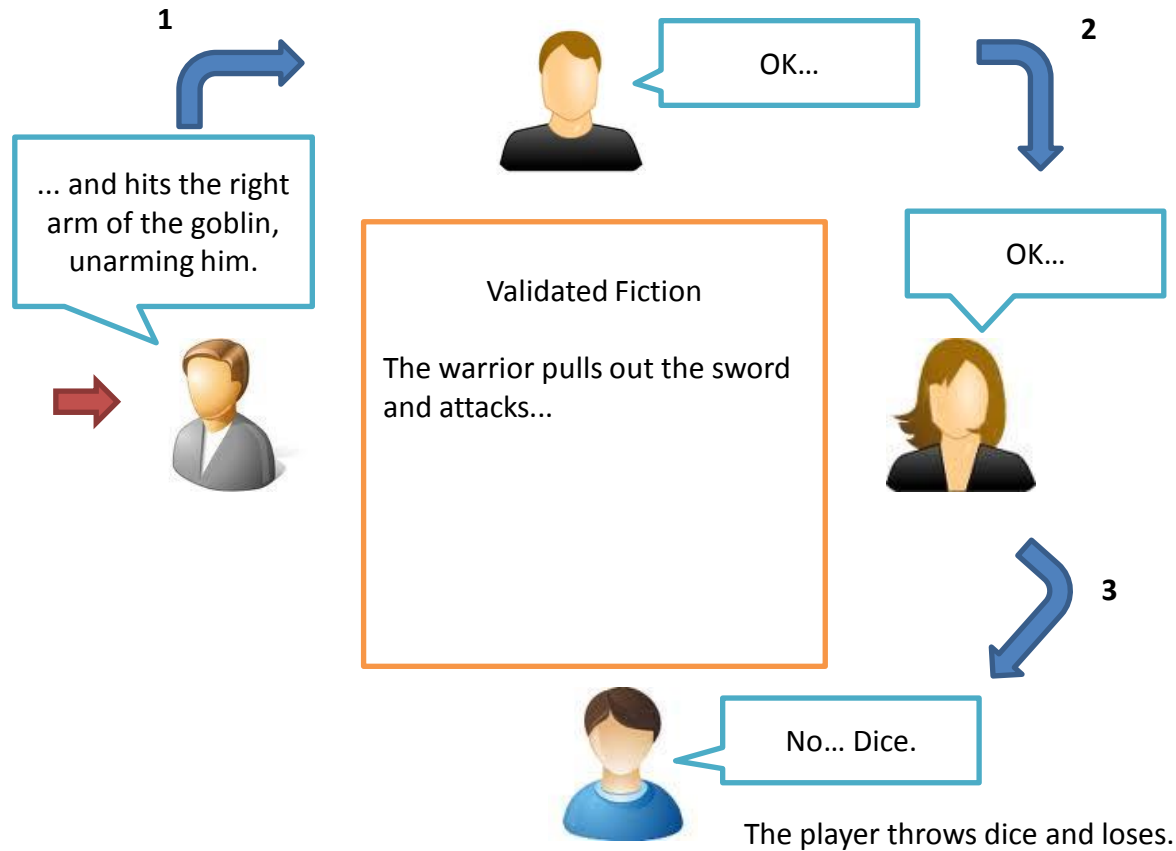 1
OK...
2
... and hits the right
arm of the goblin,
unarming him.
OK...
Validated Fiction
The warrior pulls out the sword
and attacks...
3
No... Dice.
The player throws dice and loses.